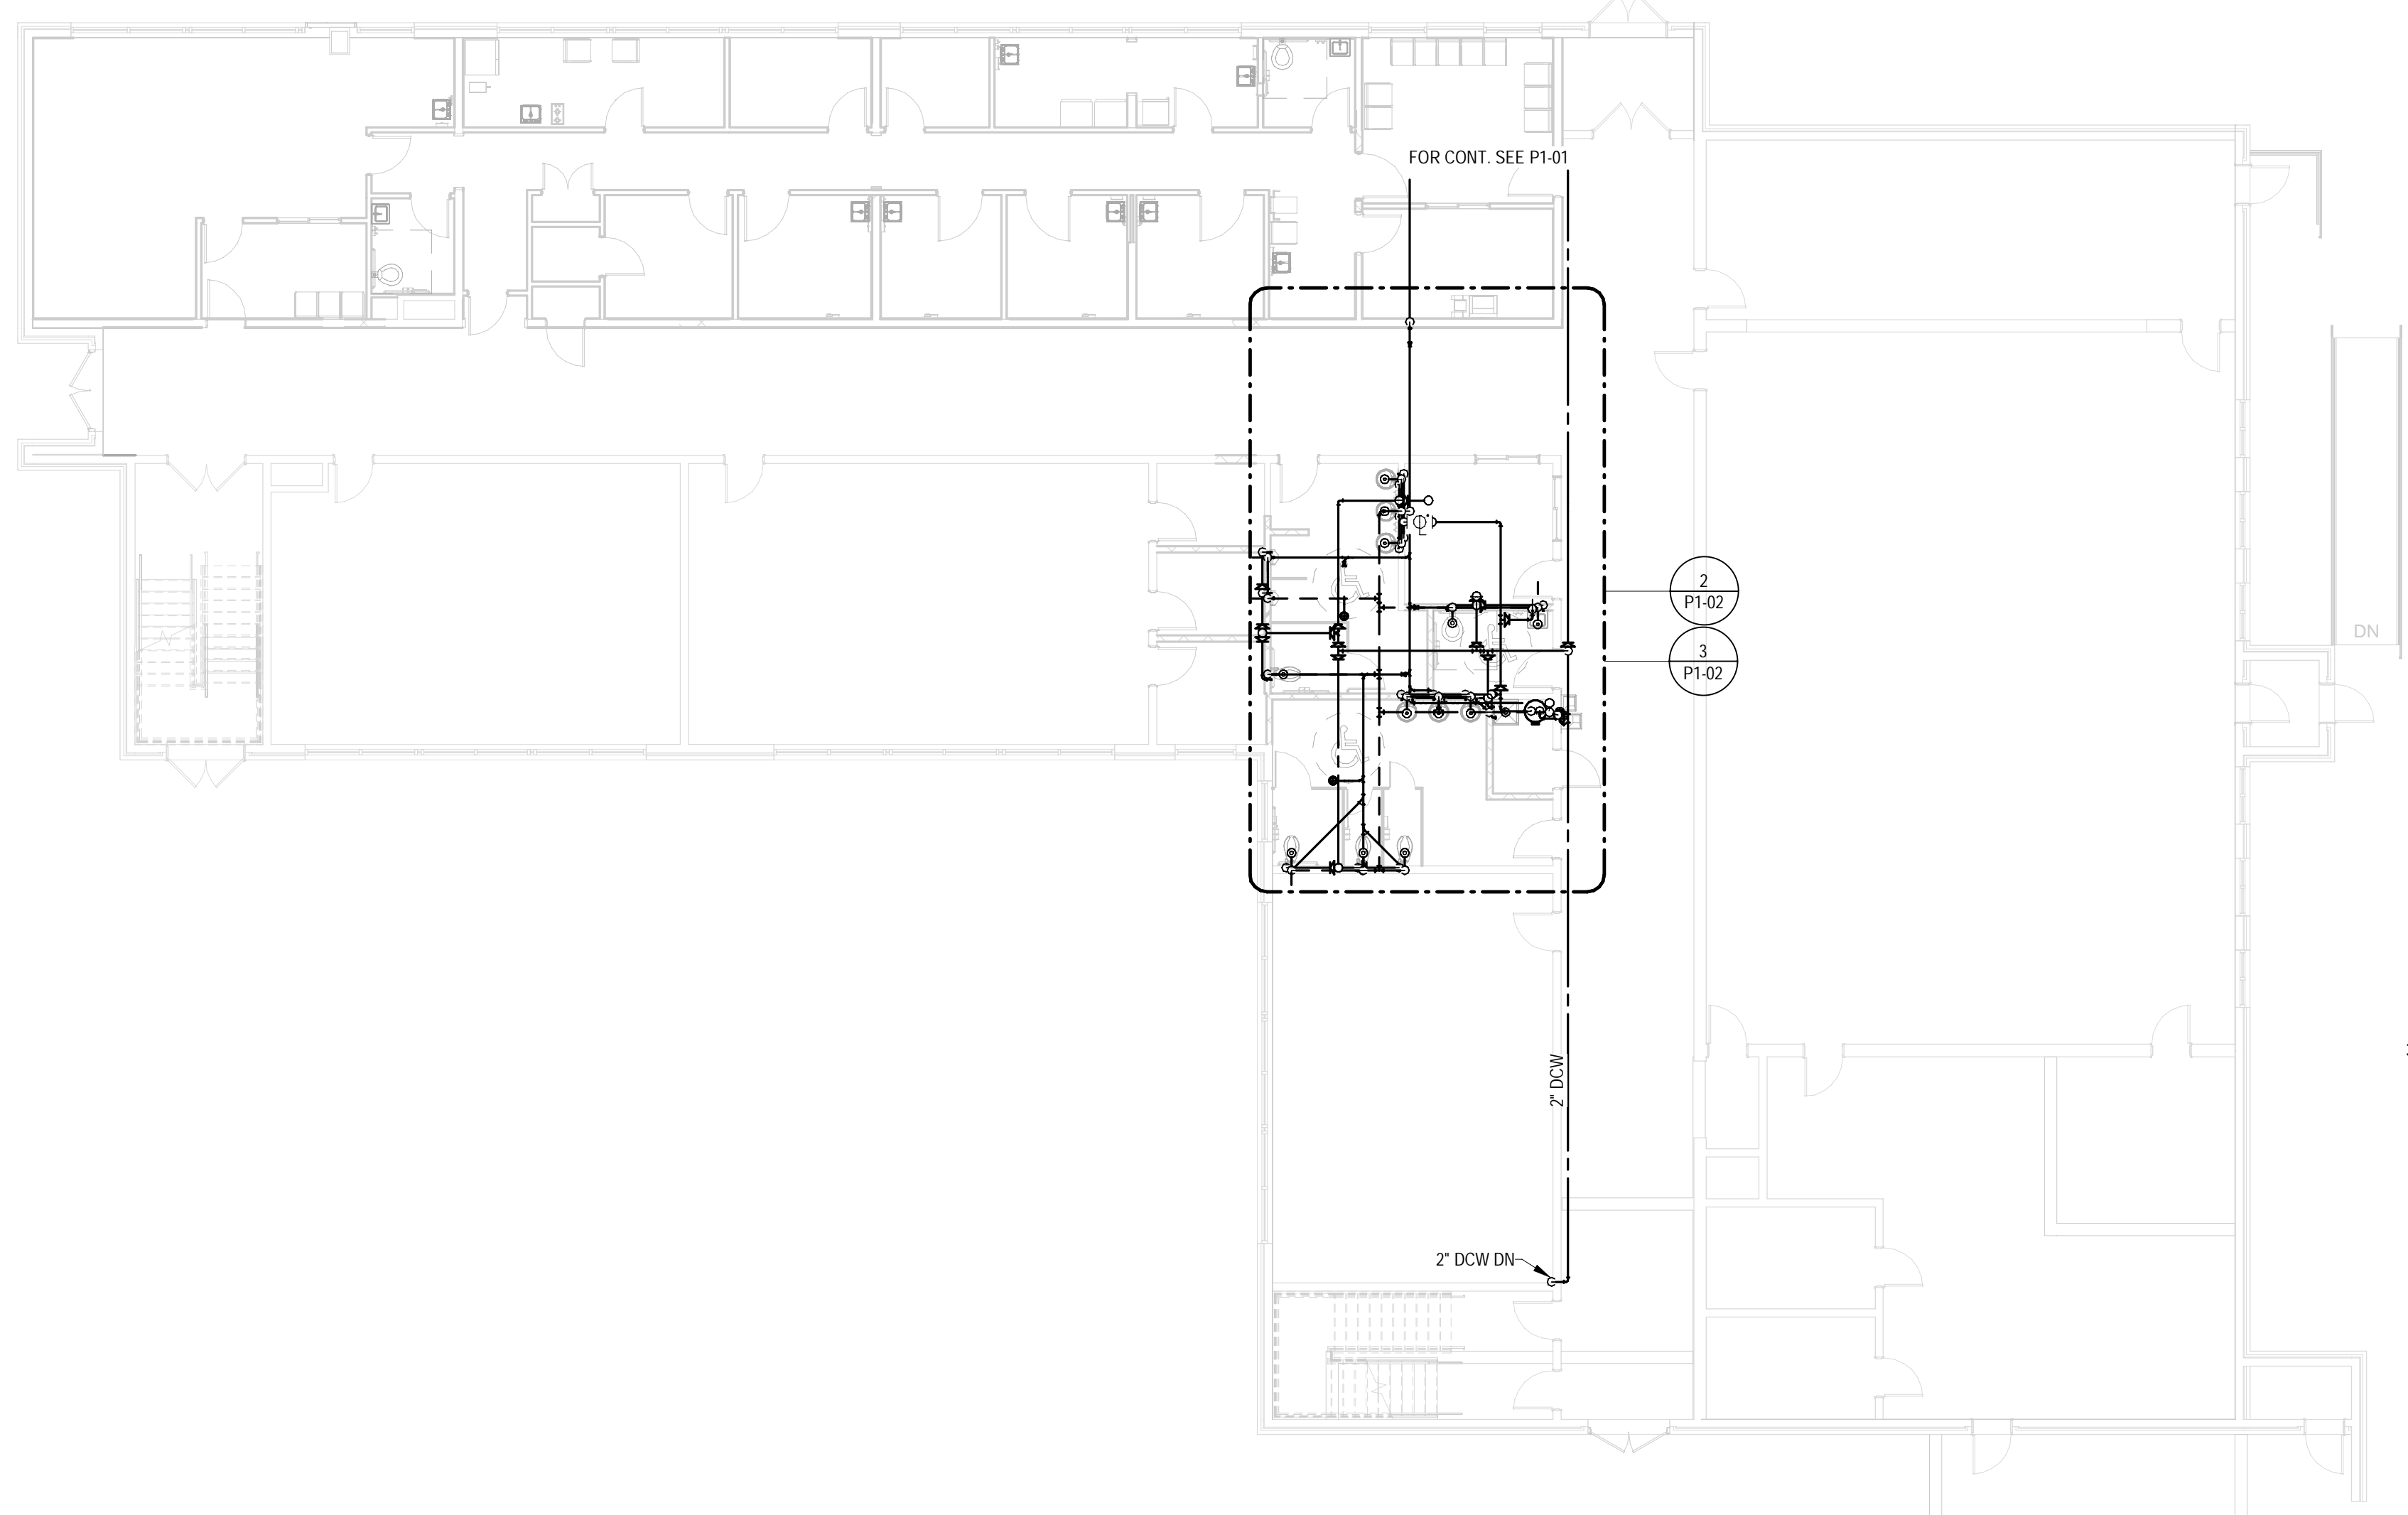 FOR CONT. SEE P1-01
2
P1-02
3
P1-02
DN
2" DCW
2" DCW DN